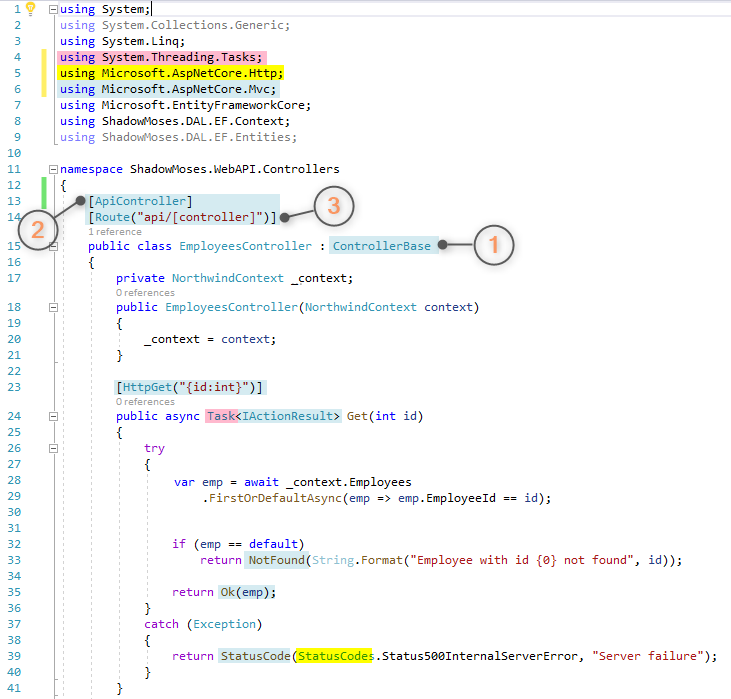 1 using System;
2 using System.Collections.Generic;
3 using System.Linq;
4 using System.Threading.Tasks;
5 using Microsoft.AspNetCore.Http;
6 using Microsoft.AspNetCore.Mvc;
7 using Microsoft.EntityFrameworkCore;
8 using ShadowMoses.DAL.EF.Context;
9 using ShadowMoses.DAL.EF.Entities;
10
11 namespace ShadowMoses.WebAPI.Controllers
12 {
13 [ApiController]
14 [Route("api/[controller]")]
3
2
1 reference
15 public class EmployeesController : ControllerBase
1
16 {
17 private NorthwindContext _context;
0 references
18 public EmployeesController(NorthwindContext context)
19 {
20 _context = context;
21 }
22
23 [HttpGet("{id:int}")]
0 references
24 public async Task<IActionResult> Get(int id)
25 {
26 try
27 {
28 var emp = await _context.Employees
29 .FirstOrDefaultAsync(emp => emp.EmployeeId == id);
30
31
32 if (emp == default)
33 return NotFound(String.Format("Employee with id {0} not found", id));
34
35 return Ok(emp);
36 }
37 catch (Exception)
38 {
39 return StatusCode(StatusCodes.Status500InternalServerError, "Server failure");
40 }
41 }